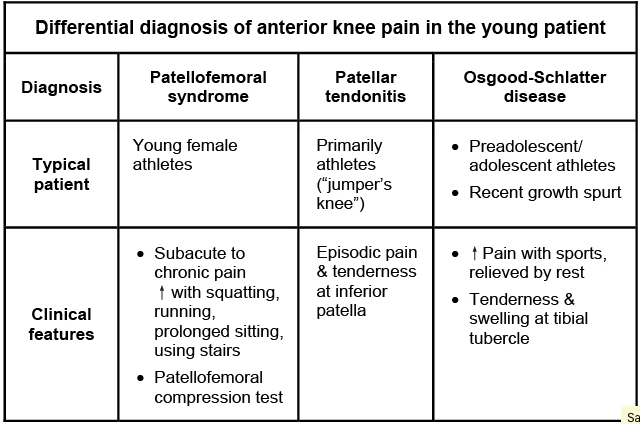 Differential diagnosis of anterior knee pain in the young patient
Diagnosis
Patellofemoral
syndrome
Patellar
tendonitis
Osgood-Schlatter
disease
Typical
patient
Young female
athletes
Primarily
athletes
("jumper's
knee")
• Preadolescent/
adolescent athletes
• Recent growth spurt
Clinical
features
• Subacute to
chronic pain
↑ with squatting,
running,
prolonged sitting,
using stairs
• Patellofemoral
compression test
Episodic pain
& tenderness
at inferior
patella
• ↑ Pain with sports,
relieved by rest
• Tenderness &
swelling at tibial
tubercle
Sa